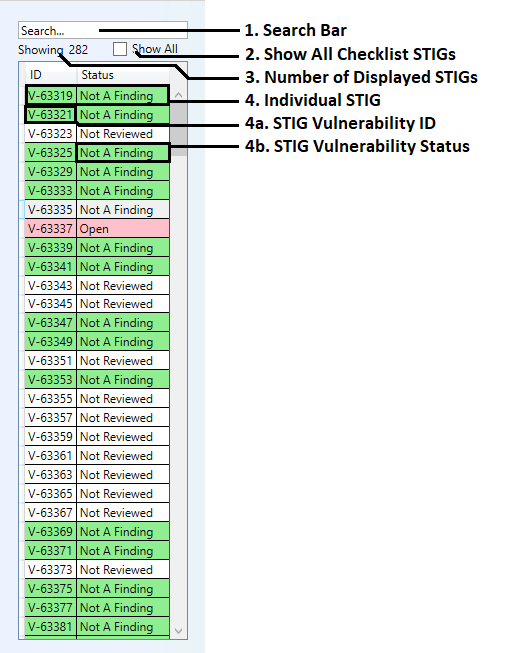 Search...
1. Search Bar
Showing 282
Show All
2. Show All Checklist STIGs
3. Number of Displayed STIGs
ID Status
V-63319 Not A Finding
4. Individual STIG
V-63321 Not A Finding
4a. STIG Vulnerability ID
V-63323 Not Reviewed
V-63325 Not A Finding
4b. STIG Vulnerability Status
V-63329 Not A Finding
V-63333 Not A Finding
V-63335 Not A Finding
V-63337 Open
V-63339 Not A Finding
V-63341 Not A Finding
V-63343 Not Reviewed
V-63345 Not Reviewed
V-63347 Not A Finding
V-63349 Not A Finding
V-63351 Not Reviewed
V-63353 Not A Finding
V-63355 Not Reviewed
V-63357 Not Reviewed
V-63359 Not Reviewed
V-63361 Not Reviewed
V-63363 Not Reviewed
V-63365 Not Reviewed
V-63367 Not Reviewed
V-63369 Not A Finding
V-63371 Not A Finding
V-63373 Not Reviewed
V-63375 Not A Finding
V-63377 Not A Finding
V-63381 Not A Finding